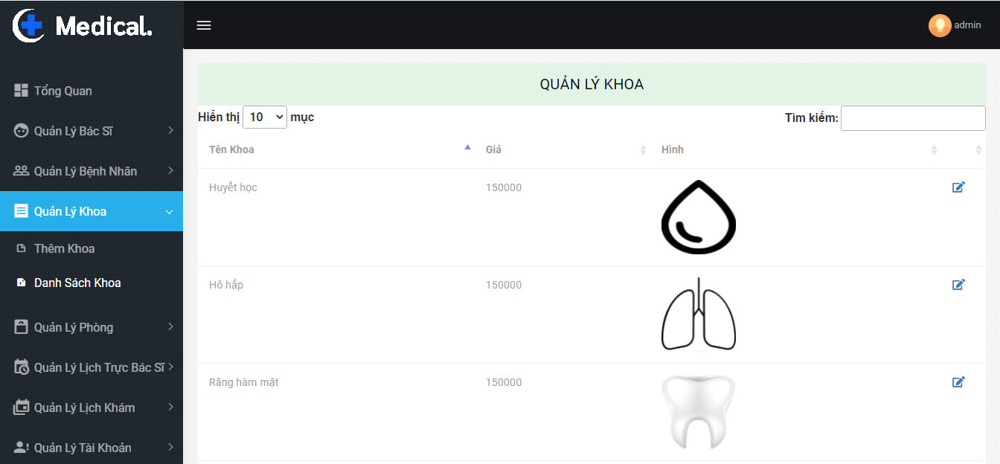 Medical.
admin
Tổng Quan
Quản Lý Bác Sĩ
Quản Lý Bệnh Nhân
Quản Lý Khoa
Thêm Khoa
Danh Sách Khoa
Quản Lý Phòng
Quản Lý Lịch Trực Bác Sĩ
Quản Lý Lịch Khám
Quản Lý Tài Khoản
QUẢN LÝ KHOA
Hiển thị 10 mục
Tìm kiếm:
Tên Khoa Giá Hình
Huyết học 150000
Hô hấp 150000
Răng hàm mặt 150000